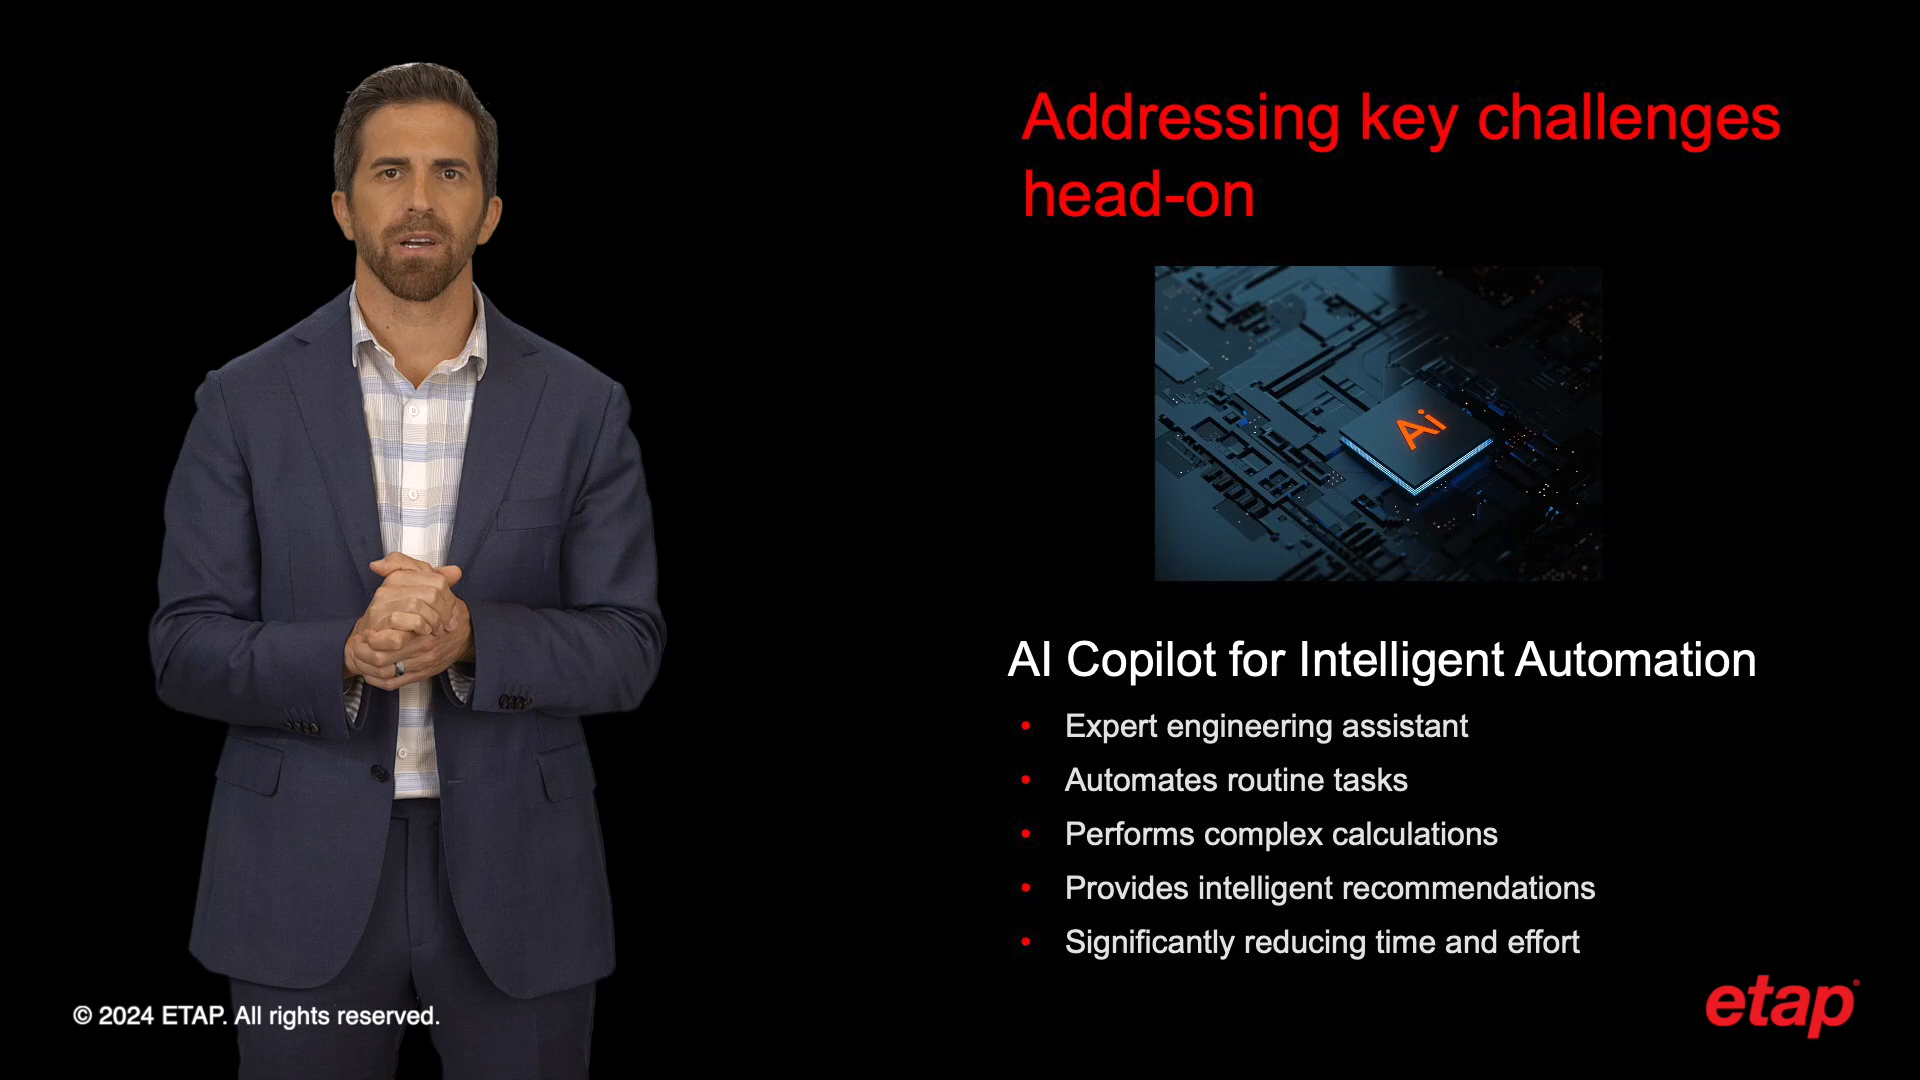 Addressing key challenges
head-on
Ai
AI Copilot for Intelligent Automation
• Expert engineering assistant
• Automates routine tasks
• Performs complex calculations
• Provides intelligent recommendations
• Significantly reducing time and effort
© 2024 ETAP. All rights reserved.
etap